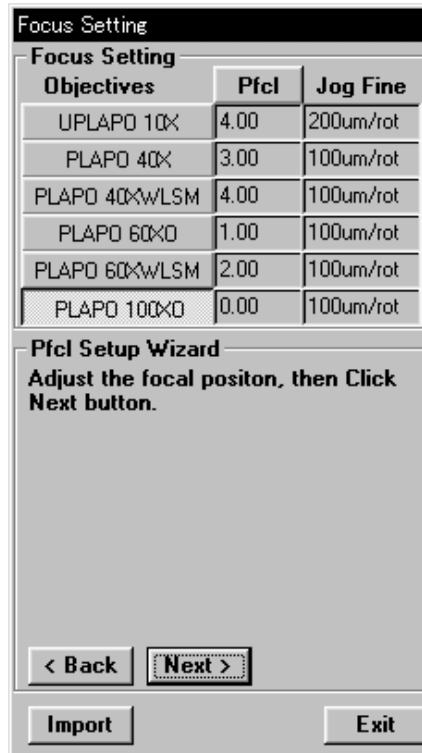 Focus Setting
Focus Setting
Objectives Pfcl Jog Fine
UPLAPO 10X 4.00 200um/rot
PLAPO 40X 3.00 100um/rot
PLAPO 40XWLSM 4.00 100um/rot
PLAPO 60XO 1.00 100um/rot
PLAPO 60XWLSM 2.00 100um/rot
PLAPO 100XO 0.00 100um/rot
Pfcl Setup Wizard
Adjust the focal positon, then Click
Next button.
< Back Next >
Import Exit